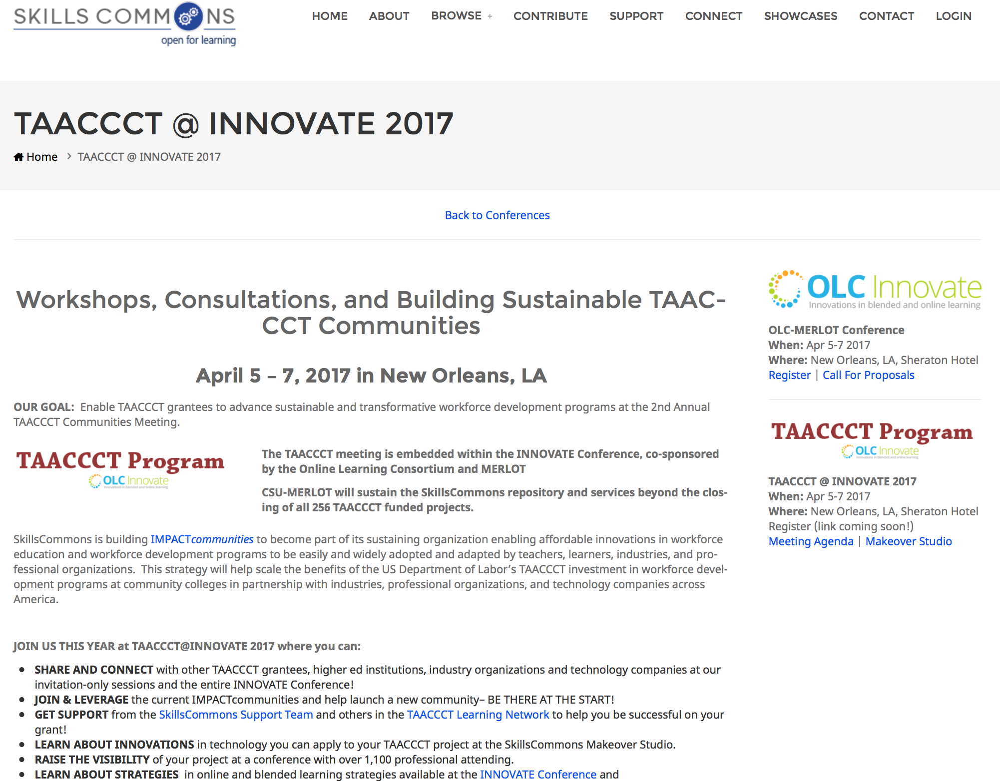 SKILLS COMMONS
open for learning
HOME ABOUT BROWSE + CONTRIBUTE SUPPORT CONNECT SHOWCASES CONTACT LOGIN
TAACCCT @ INNOVATE 2017
Home > TAACCCT @ INNOVATE 2017
Back to Conferences
Workshops, Consultations, and Building Sustainable TAAC-
CCT Communities
April 5 – 7, 2017 in New Orleans, LA
OUR GOAL: Enable TAACCCT grantees to advance sustainable and transformative workforce development programs at the 2nd Annual
TAACCCT Communities Meeting.
TAACCCT Program
OLC Innovate
Innovations in blended and online learning
The TAACCCT meeting is embedded within the INNOVATE Conference, co-sponsored
by the Online Learning Consortium and MERLOT
CSU-MERLOT will sustain the SkillsCommons repository and services beyond the clos-
ing of all 256 TAACCCT funded projects.
SkillsCommons is building IMPACTcommunities to become part of its sustaining organization enabling affordable innovations in workforce
education and workforce development programs to be easily and widely adopted and adapted by teachers, learners, industries, and pro-
fessional organizations. This strategy will help scale the benefits of the US Department of Labor’s TAACCCT investment in workforce devel-
opment programs at community colleges in partnership with industries, professional organizations, and technology companies across
America.
JOIN US THIS YEAR at TAACCCT@INNOVATE 2017 where you can:
• SHARE AND CONNECT with other TAACCCT grantees, higher ed institutions, industry organizations and technology companies at our
invitation-only sessions and the entire INNOVATE Conference!
• JOIN & LEVERAGE the current IMPACTcommunities and help launch a new community– BE THERE AT THE START!
• GET SUPPORT from the SkillsCommons Support Team and others in the TAACCCT Learning Network to help you be successful on your
grant!
• LEARN ABOUT INNOVATIONS in technology you can apply to your TAACCCT project at the SkillsCommons Makeover Studio.
• RAISE THE VISIBILITY of your project at a conference with over 1,100 professional attending.
• LEARN ABOUT STRATEGIES in online and blended learning strategies available at the INNOVATE Conference and
OLC Innovate
Innovations in blended and online learning
OLC-MERLOT Conference
When: Apr 5-7 2017
Where: New Orleans, LA, Sheraton Hotel
Register | Call For Proposals
TAACCCT Program
OLC Innovate
Innovations in blended and online learning
TAACCCT @ INNOVATE 2017
When: Apr 5-7 2017
Where: New Orleans, LA, Sheraton Hotel
Register (link coming soon!)
Meeting Agenda | Makeover Studio